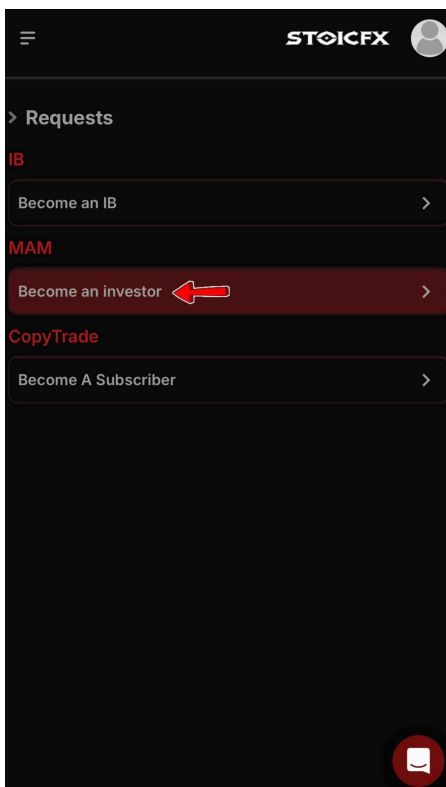 STOICFX
Requests
IB
Become an IB
MAM
Become an investor
CopyTrade
Become A Subscriber